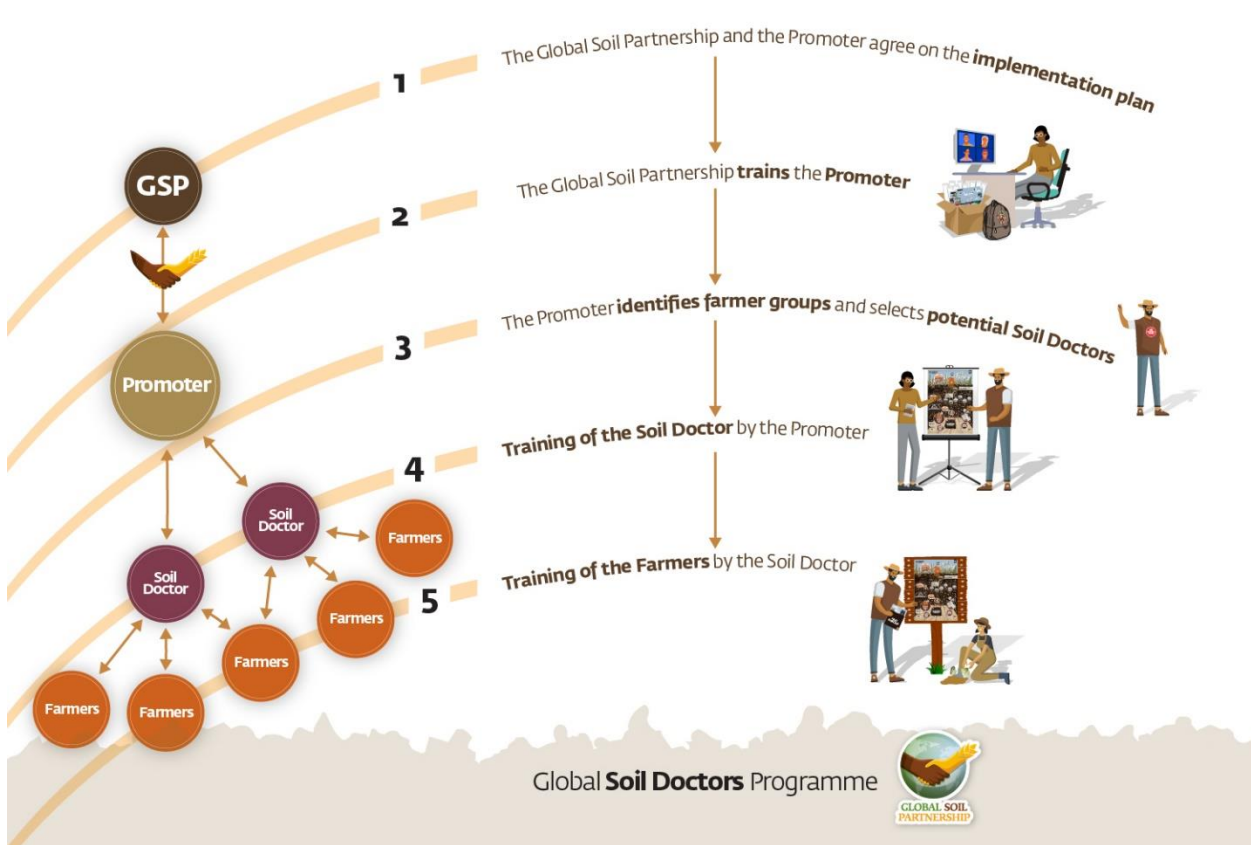 1
The Global Soil Partnership and the Promoter agree on the implementation plan
GSP
2
The Global Soil Partnership trains the Promoter
3
The Promoter identifies farmer groups and selects potential Soil Doctors
Promoter
4
Training of the Soil Doctor by the Promoter
Soil
Doctor
Farmers
Soil
Doctor
5
Training of the Farmers by the Soil Doctor
Farmers
Farmers
Farmers
Farmers
Global Soil Doctors Programme
GLOBAL SOIL
PARTNERSHIP